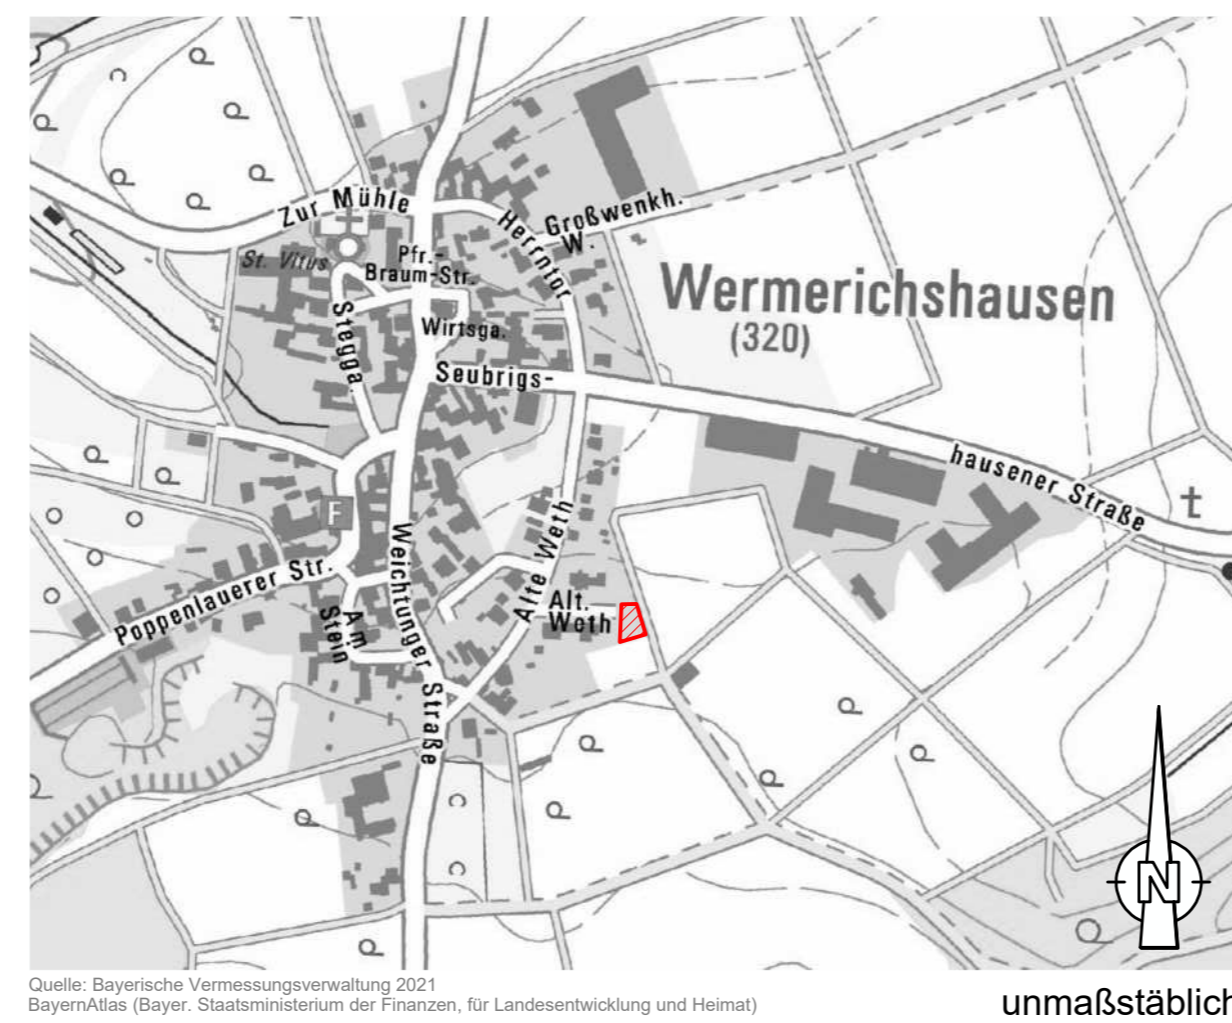 Zur Mühle
Großwenkh.
W.
Herrntor
St. Vitus
Pfr.-
Braum-Str.
Wermerichshausen
(320)
Stegga.
Wirtsga.
Seubrigs-
hausener Straße
F
Weichtunger Straße
Alte Weth
Poppenlauerer Str.
Am
Stein
Alt.
Weth
N
Quelle: Bayerische Vermessungsverwaltung 2021
BayernAtlas (Bayer. Staatsministerium der Finanzen, für Landesentwicklung und Heimat)
unmaßstäblich